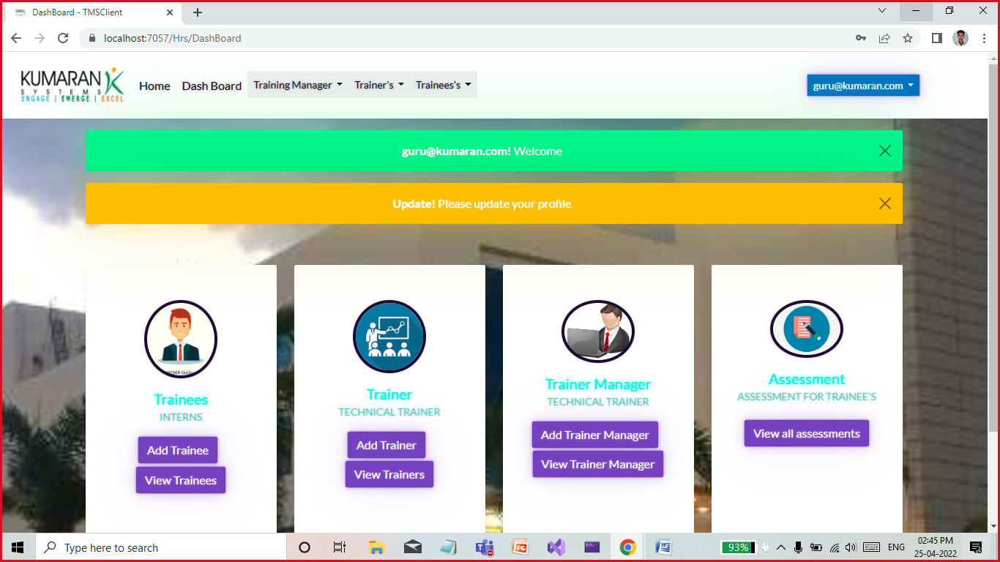 DashBoard - TMSClient
localhost:7057/Hrs/DashBoard
KUMARAN
SYSTEMS
ENGAGE | EMERGE | EXCEL
Home
Dash Board
Training Manager
Trainer's
Trainees's
guru@kumaran.com
guru@kumaran.com! Welcome
Update! Please update your profile
Trainees
INTERNS
Add Trainee
View Trainees
Trainer
TECHNICAL TRAINER
Add Trainer
View Trainers
Trainer Manager
TECHNICAL TRAINER
Add Trainer Manager
View Trainer Manager
Assessment
ASSESSMENT FOR TRAINEE'S
View all assessments
Type here to search
93%
ENG
02:45 PM
25-04-2022